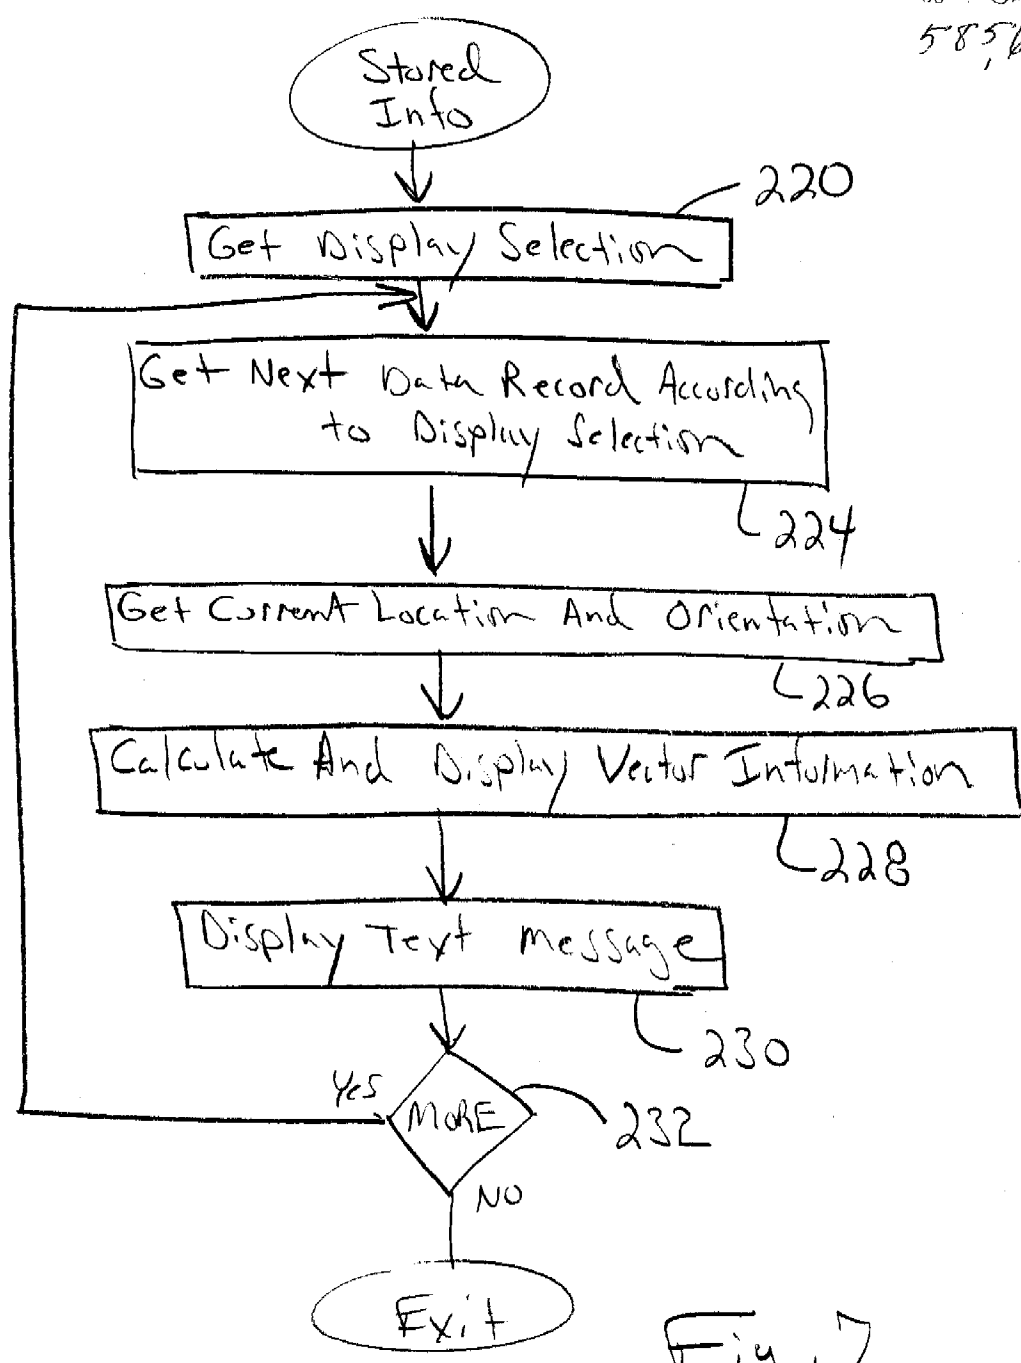 5856
Stored
Info
220
Get Display Selection
Get Next Data Record According
to Display Selection
224
Get Current Location And Orientation
226
Calculate And Display Vector Information
228
Display Text Message
230
Yes
MORE
232
NO
Exit
Fig. 7